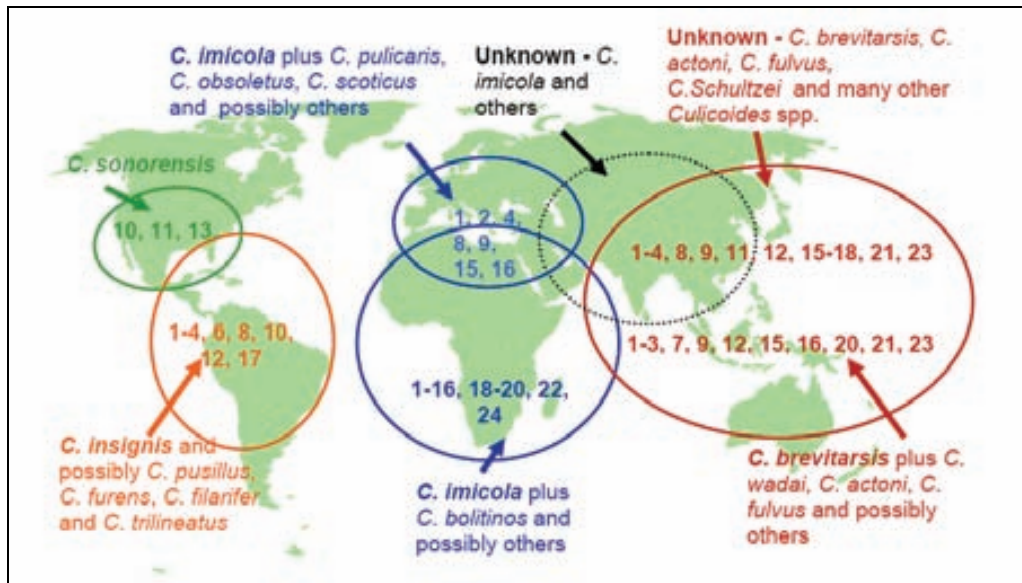 C. imicola plus C. pulicaris,
C. obsoletus, C. scoticus
and possibly others
Unknown - C.
imicola and
others
Unknown - C. brevitarsis, C.
actoni, C. fulvus,
C.Schultzei and many other
Culicoides spp.
C. sonorensis
10, 11, 13
1, 2, 4,
8, 9,
15, 16
1-4, 8, 9, 11, 12, 15-18, 21, 23
1-4, 6, 8, 10,
12, 17
1-3, 7, 9, 12, 15, 16, 20, 21, 23
1-16, 18-20, 22,
24
C. insignis and
possibly C. pusillus,
C. furens, C. filarifer
and C. trilineatus
C. imicola plus
C. bolitinos and
possibly others
C. brevitarsis plus C.
wadai, C. actoni, C.
fulvus and possibly
others